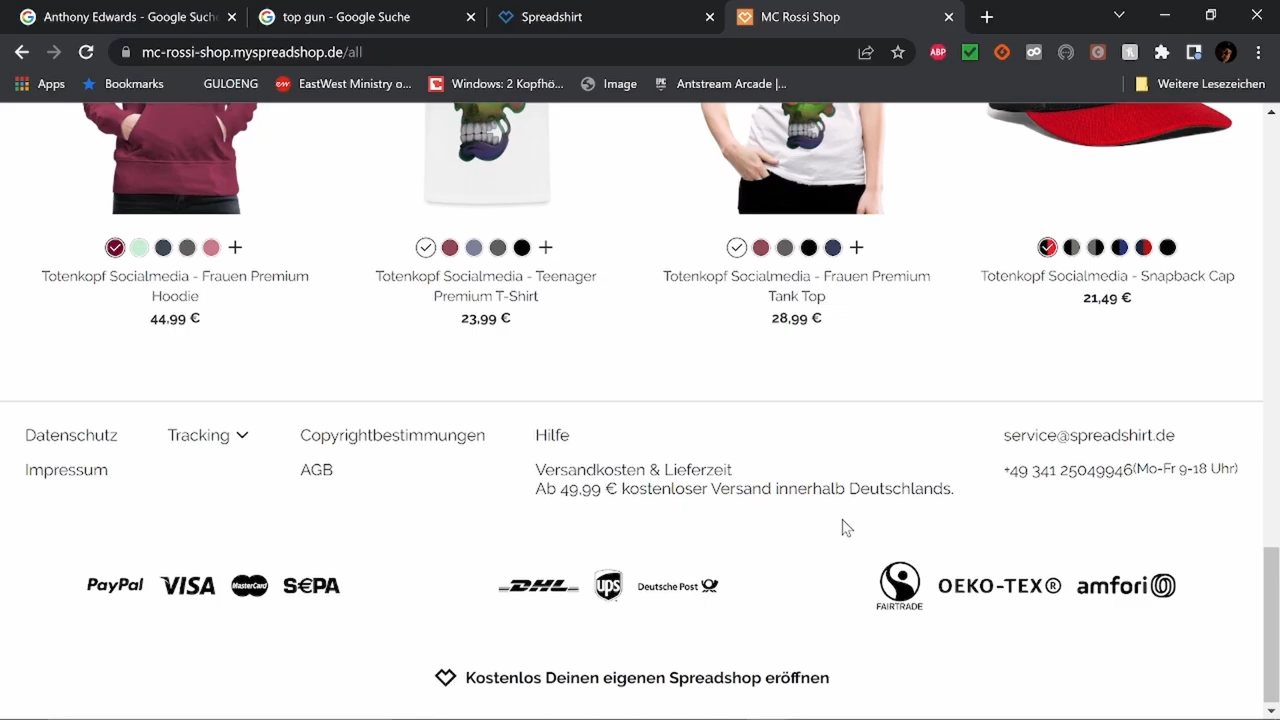 Anthony Edwards - Google Suche
top gun - Google Suche
Spreadshirt
MC Rossi Shop
mc-rossi-shop.myspreadshop.de/all
ABP
Apps
Bookmarks
GULOENG
EastWest Ministry o...
Windows: 2 Kopfhö...
Image
Antstream Arcade |...
Weitere Lesezeichen
Totenkopf Socialmedia - Frauen Premium
Hoodie
44,99 €
Totenkopf Socialmedia - Teenager
Premium T-Shirt
23,99 €
Totenkopf Socialmedia - Frauen Premium
Tank Top
28,99 €
Totenkopf Socialmedia - Snapback Cap
21,49 €
Datenschutz
Tracking
Copyrightbestimmungen
Hilfe
service@spreadshirt.de
Impressum
AGB
Versandkosten & Lieferzeit
Ab 49.99 € kostenloser Versand innerhalb Deutschlands.
+49 341 25049946(Mo-Fr 9-18 Uhr)
PayPal
VISA
MasterCard
S€PA
DHL
ups
Deutsche Post
FAIRTRADE
OEKO-TEX®
amfori
Kostenlos Deinen eigenen Spreadshop eröffnen